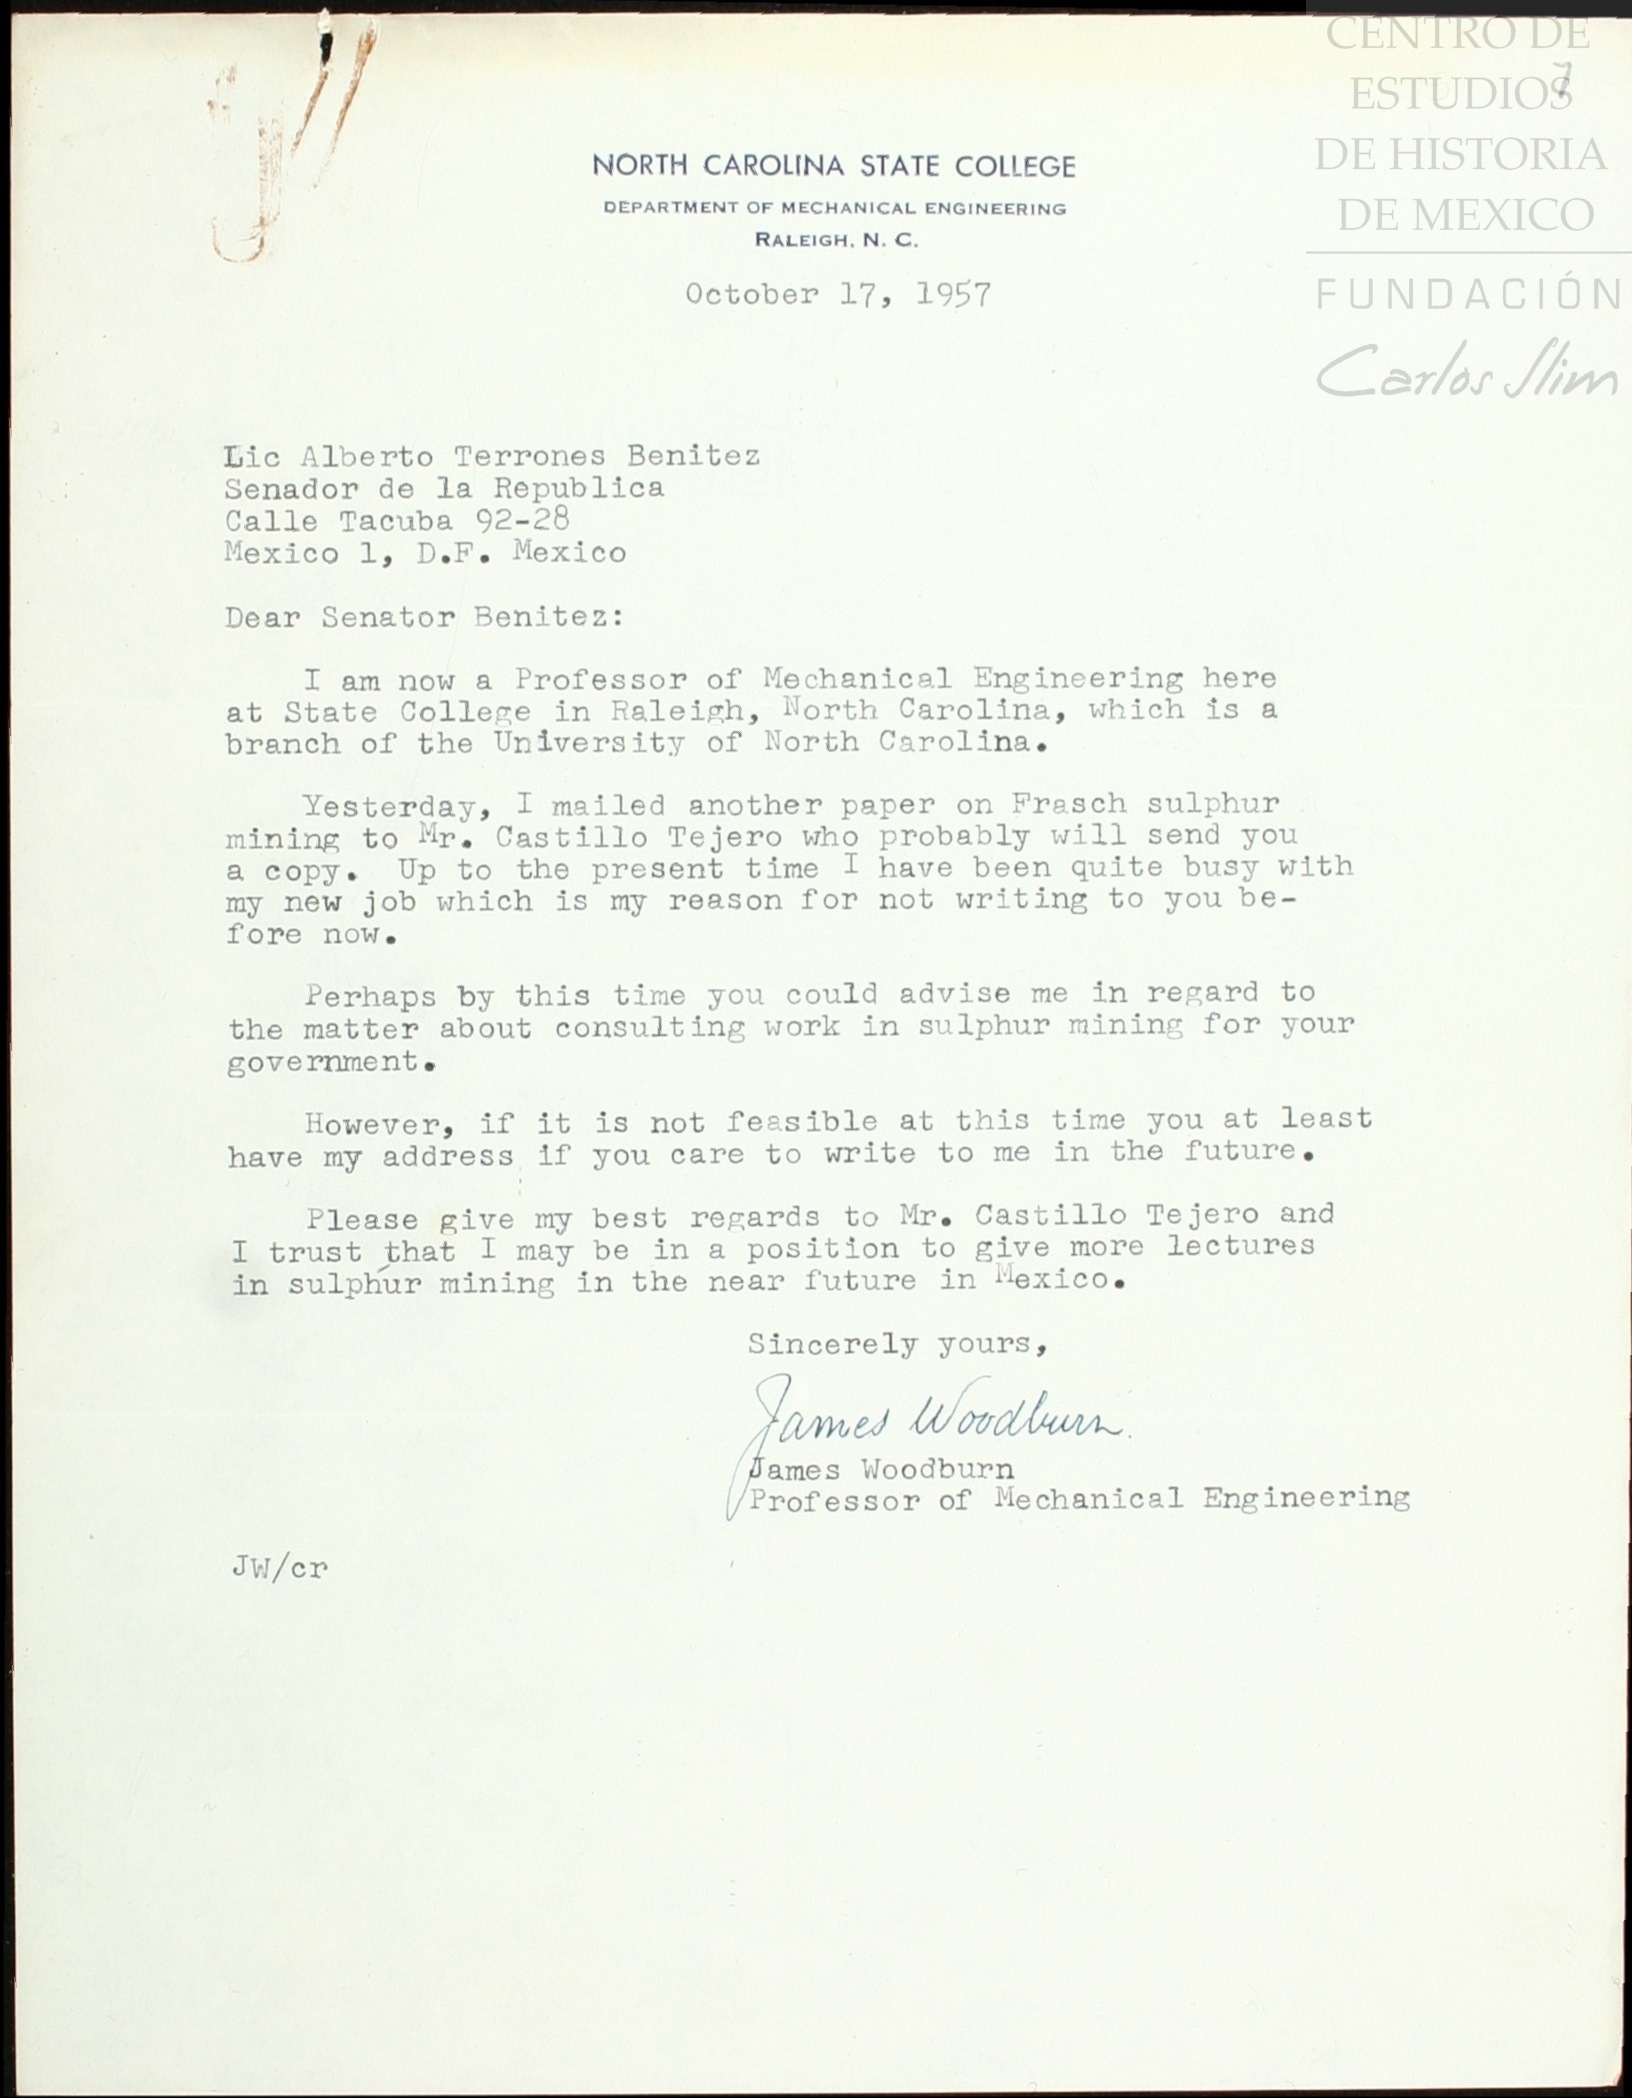 CENTRO DE
ESTUDIOS
DE HISTORIA
DE MEXICO
FUNDACIÓN
Carlos Slim
7
NORTH CAROLINA STATE COLLEGE
DEPARTMENT OF MECHANICAL ENGINEERING
RALEIGH, N. C.
October 17, 1957
Lic Alberto Terrones Benitez
Senador de la Republica
Calle Tacuba 92-28
Mexico 1, D.F. Mexico
Dear Senator Benitez:
I am now a Professor of Mechanical Engineering here
at State College in Raleigh, North Carolina, which is a
branch of the University of North Carolina.
Yesterday, I mailed another paper on Frasch sulphur
mining to Mr. Castillo Tejero who probably will send you
a copy. Up to the present time I have been quite busy with
my new job which is my reason for not writing to you be-
fore now.
Perhaps by this time you could advise me in regard to
the matter about consulting work in sulphur mining for your
government.
However, if it is not feasible at this time you at least
have my address if you care to write to me in the future.
Please give my best regards to Mr. Castillo Tejero and
I trust that I may be in a position to give more lectures
in sulphur mining in the near future in Mexico.
Sincerely yours,
James Woodburn.
James Woodburn
Professor of Mechanical Engineering
JW/cr